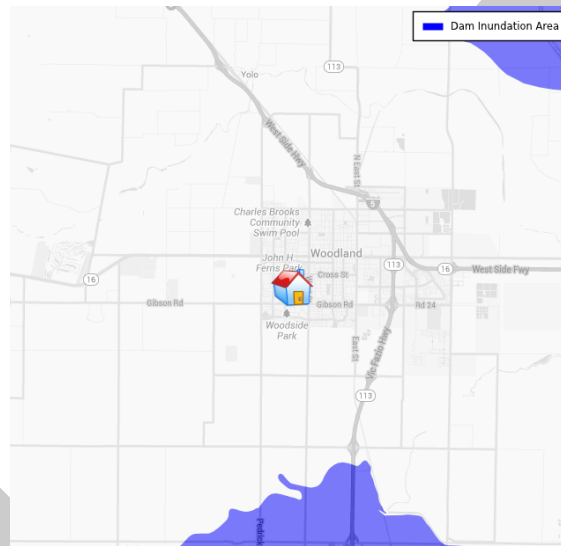 Dam Inundation Area
113
Yolo
West Side Hwy
N East St
Charles Brooks
Community
Swim Pool
5
John H.
Ferns Park
Woodland
113
16
West Side Fwy
Cross St
16
Gibson Rd
Gibson Rd
Rd 24
Woodside
Park
East St
Vic Fazio Hwy
113
Pedrick